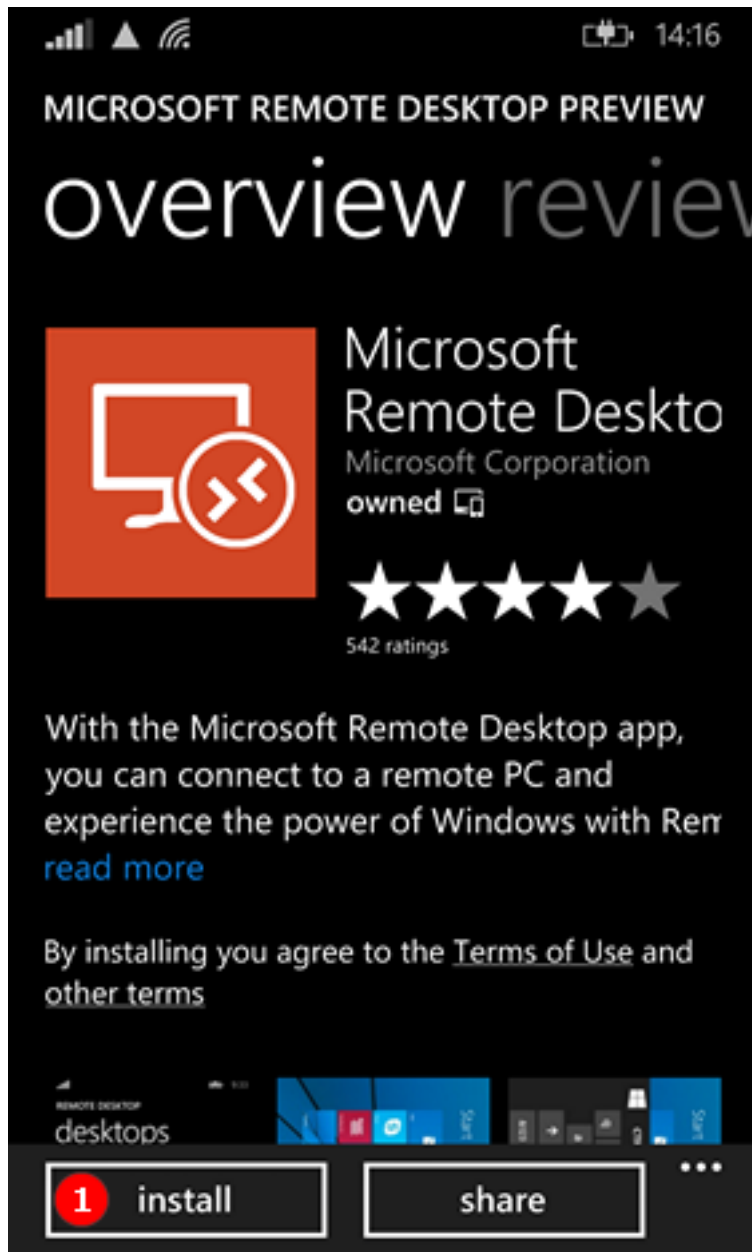 14:16
MICROSOFT REMOTE DESKTOP PREVIEW
overview review
Microsoft
Remote Deskto
Microsoft Corporation
owned
542 ratings
With the Microsoft Remote Desktop app,
you can connect to a remote PC and
experience the power of Windows with Rem
read more
By installing you agree to the Terms of Use and
other terms
REMOTE DESKTOP
desktops
Start
Start
1 install
share